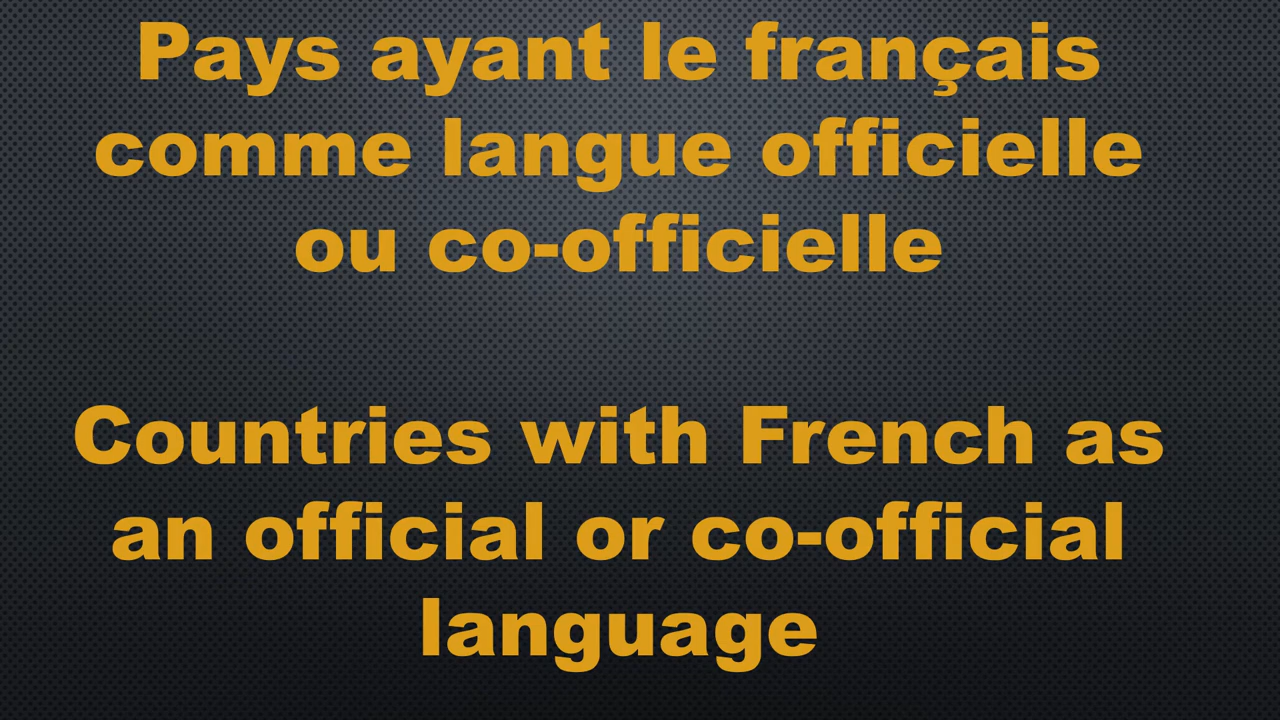 Pays ayant le français
comme langue officielle
ou co-officielle
Countries with French as
an official or co-official
language